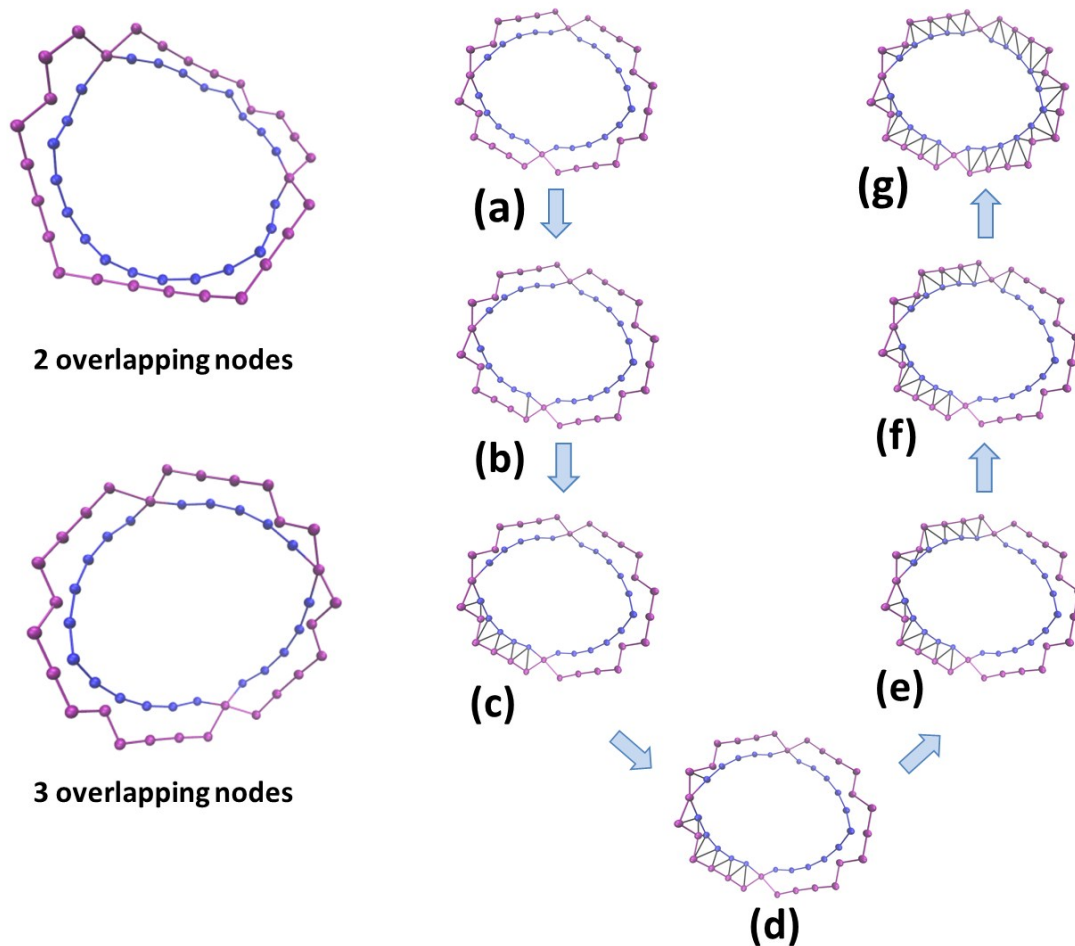 2 overlapping nodes
3 overlapping nodes
(a)
(b)
(c)
(d)
(e)
(f)
(g)